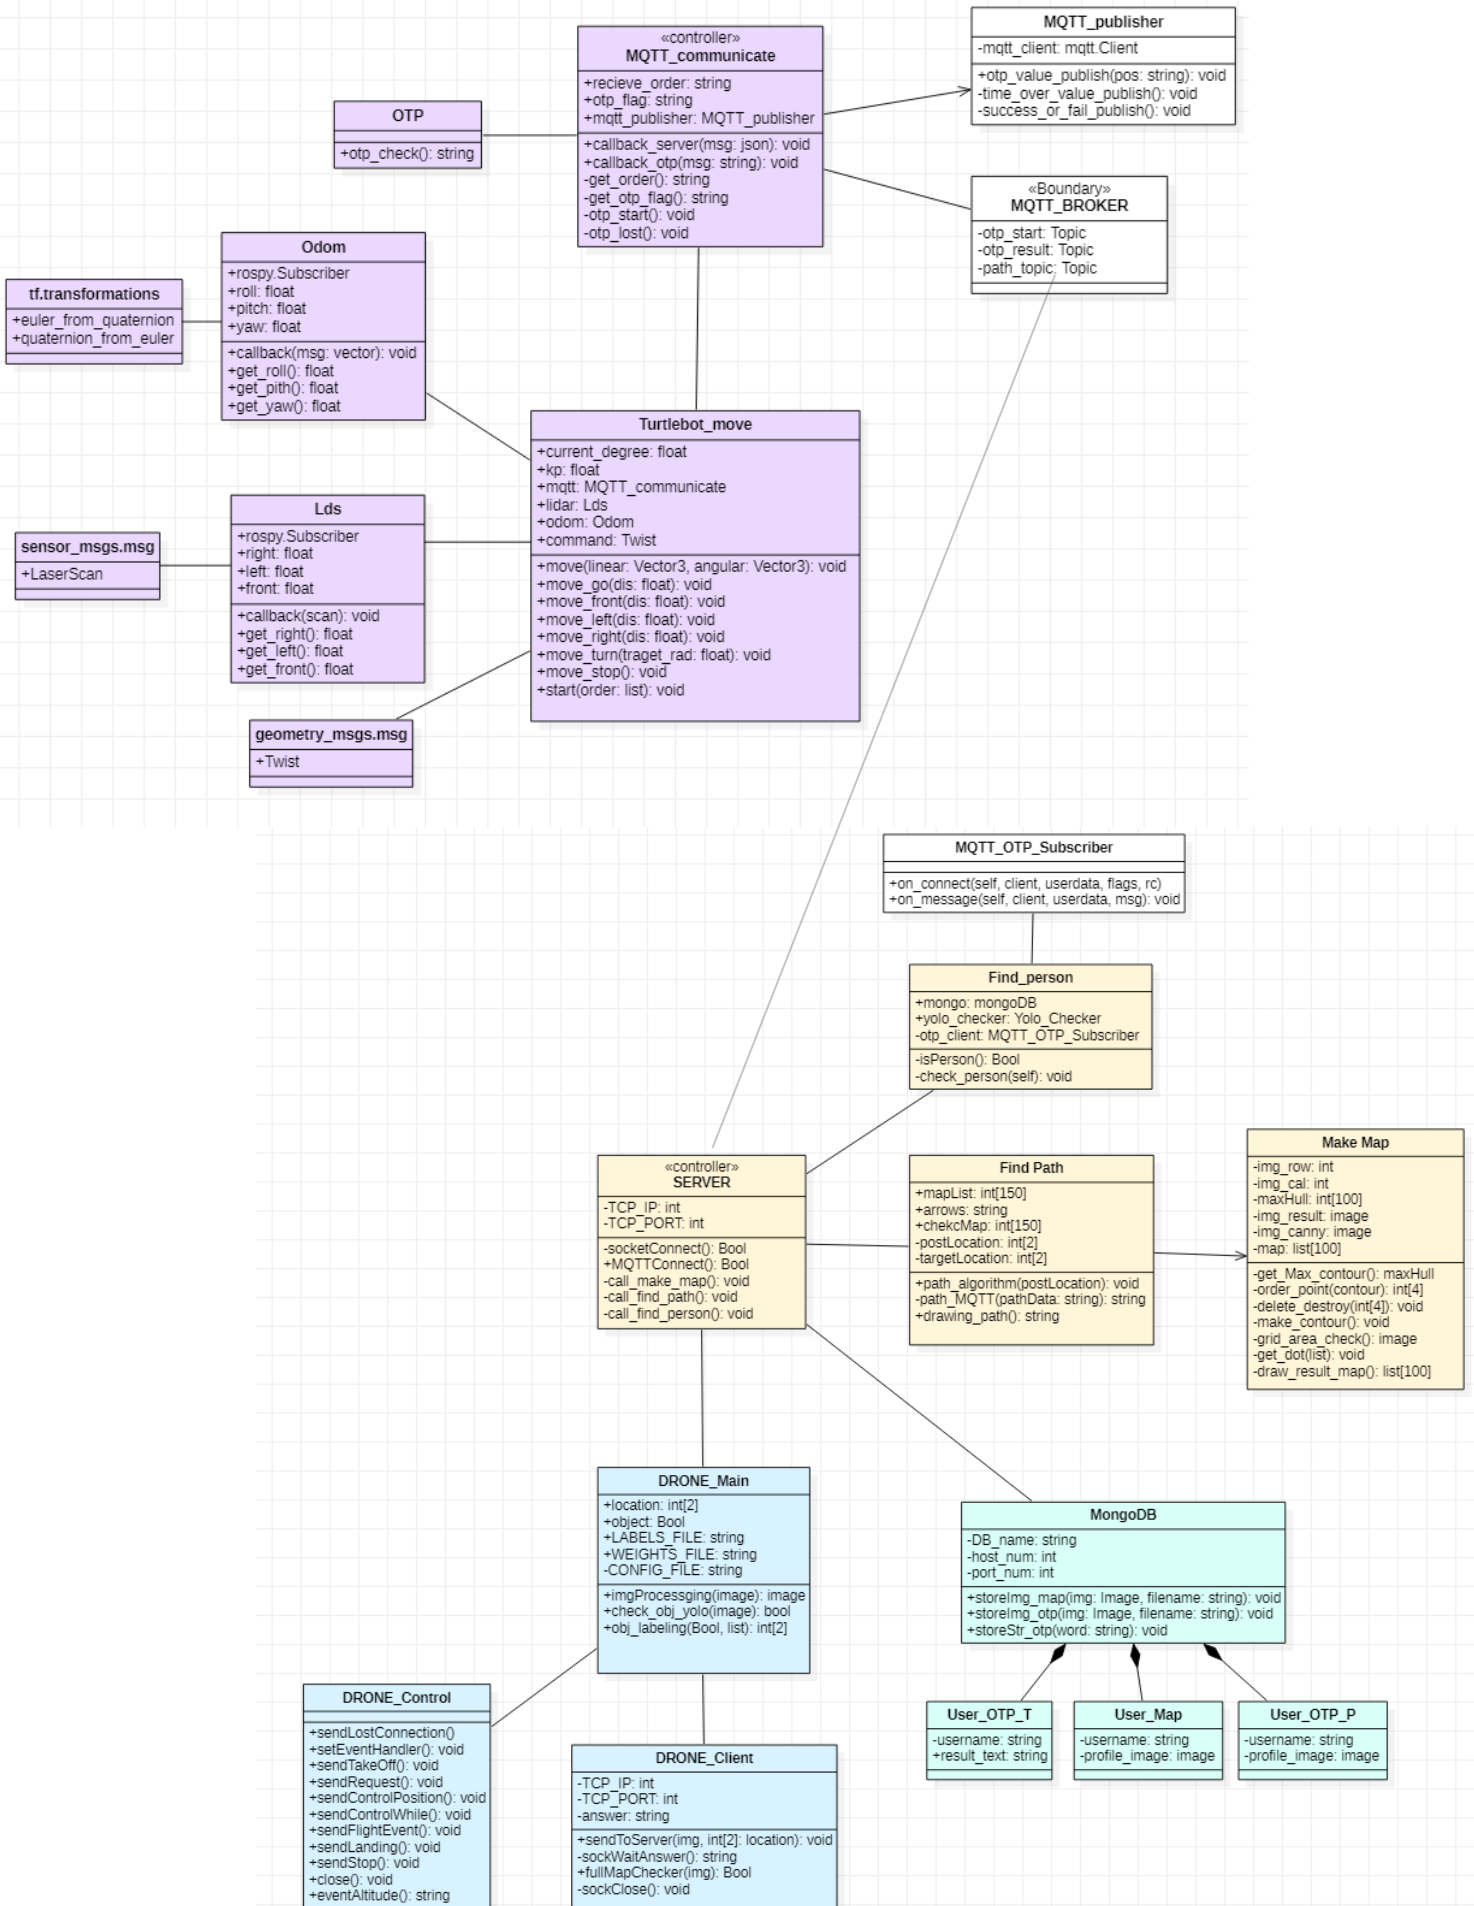 «controller»
MQTT_communicate
+recieve_order: string
+otp_flag: string
+mqtt_publisher: MQTT_publisher
+callback_server(msg: json): void
+callback_otp(msg: string): void
-get_order(): string
-get_otp_flag(): string
-otp_start(): void
-otp_lost(): void
MQTT_publisher
-mqtt_client: mqtt.Client
+otp_value_publish(pos: string): void
-time_over_value_publish(): void
-success_or_fail_publish(): void
OTP
+otp_check(): string
«Boundary»
MQTT_BROKER
-otp_start: Topic
-otp_result: Topic
-path_topic: Topic
Odom
+rospy.Subscriber
+roll: float
+pitch: float
+yaw: float
+callback(msg: vector): void
+get_roll(): float
+get_pith(): float
+get_yaw(): float
tf.transformations
+euler_from_quaternion
+quaternion_from_euler
Turtlebot_move
+current_degree: float
+kp: float
+mqtt: MQTT_communicate
+lidar: Lds
+odom: Odom
+command: Twist
+move(linear: Vector3, angular: Vector3): void
+move_go(dis: float): void
+move_front(dis: float): void
+move_left(dis: float): void
+move_right(dis: float): void
+move_turn(traget_rad: float): void
+move_stop(): void
+start(order: list): void
Lds
+rospy.Subscriber
+right: float
+left: float
+front: float
+callback(scan): void
+get_right(): float
+get_left(): float
+get_front(): float
sensor_msgs.msg
+LaserScan
geometry_msgs.msg
+Twist
MQTT_OTP_Subscriber
+on_connect(self, client, userdata, flags, rc)
+on_message(self, client, userdata, msg): void
Find_person
+mongo: mongoDB
+yolo_checker: Yolo_Checker
-otp_client: MQTT_OTP_Subscriber
-isPerson(): Bool
-check_person(self): void
«controller»
SERVER
-TCP_IP: int
-TCP_PORT: int
-socketConnect(): Bool
+MQTTConnect(): Bool
-call_make_map(): void
-call_find_path(): void
-call_find_person(): void
Find Path
+mapList: int[150]
+arrows: string
+chekcMap: int[150]
-postLocation: int[2]
-targetLocation: int[2]
+path_algorithm(postLocation): void
-path_MQTT(pathData: string): string
+drawing_path(): string
Make Map
-img_row: int
-img_cal: int
-maxHull: int[100]
-img_result: image
-img_canny: image
-map: list[100]
-get_Max_contour(): maxHull
-order_point(contour): int[4]
-delete_destroy(int[4]): void
-make_contour(): void
-grid_area_check(): image
-get_dot(list): void
-draw_result_map(): list[100]
DRONE_Main
+location: int[2]
+object: Bool
+LABELS_FILE: string
+WEIGHTS_FILE: string
-CONFIG_FILE: string
+imgProcessging(image): image
+check_obj_yolo(image): bool
+obj_labeling(Bool, list): int[2]
MongoDB
-DB_name: string
-host_num: int
-port_num: int
+storeImg_map(img: Image, filename: string): void
+storeImg_otp(img: Image, filename: string): void
+storeStr_otp(word: string): void
DRONE_Control
+sendLostConnection()
+setEventHandler(): void
+sendTakeOff(): void
+sendRequest(): void
+sendControlPosition(): void
+sendControlWhile(): void
+sendFlightEvent(): void
+sendLanding(): void
+sendStop(): void
+close(): void
+eventAltitude(): string
DRONE_Client
-TCP_IP: int
-TCP_PORT: int
-answer: string
+sendToServer(img, int[2]: location): void
-sockWaitAnswer(): string
+fullMapChecker(img): Bool
-sockClose(): void
User_OTP_T
-username: string
+result_text: string
User_Map
-username: string
-profile_image: image
User_OTP_P
-username: string
-profile_image: image